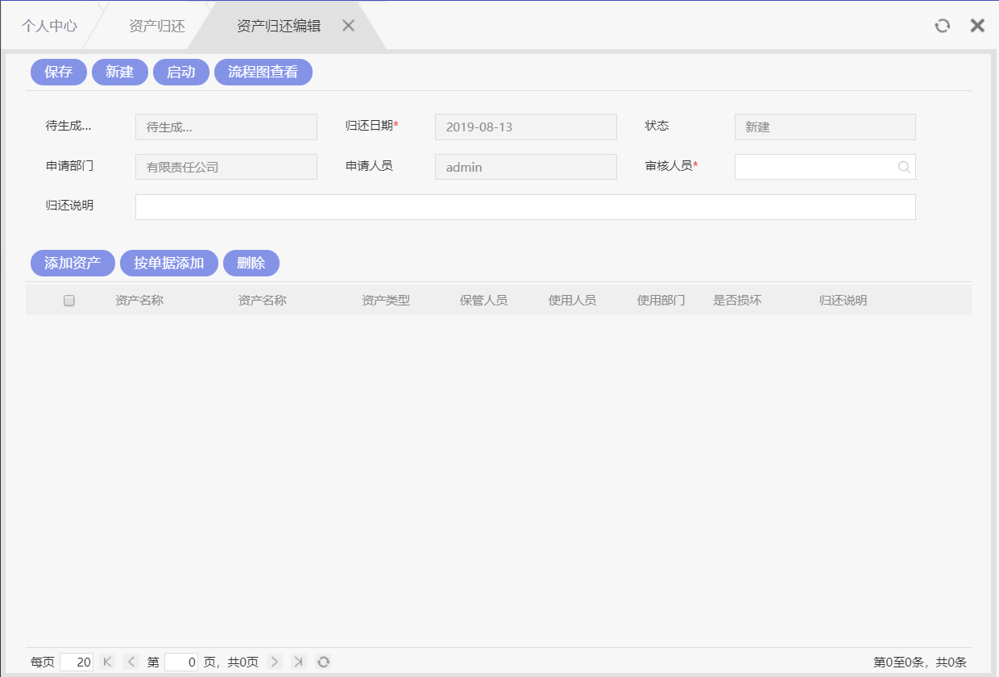 个人中心 资产归还 资产归还编辑
保存 新建 启动 流程图查看
待生成... 待生成... 归还日期* 2019-08-13 状态 新建
申请部门 有限责任公司 申请人员 admin 审核人员*
归还说明
添加资产 按单据添加 删除
资产名称 资产名称 资产类型 保管人员 使用人员 使用部门 是否损坏 归还说明
每页 20 第 0 页，共0页 第0至0条，共0条